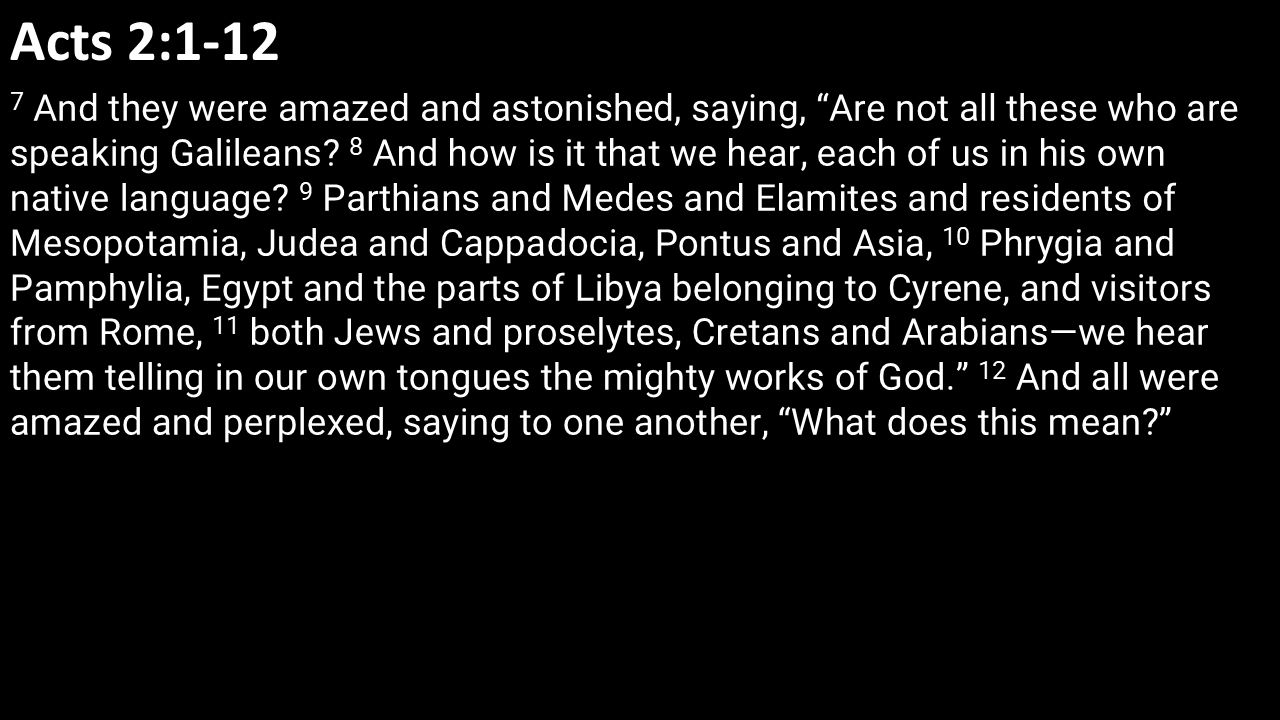 Acts 2:1-12
⁷ And they were amazed and astonished, saying, “Are not all these who are
speaking Galileans? ⁸ And how is it that we hear, each of us in his own
native language? ⁹ Parthians and Medes and Elamites and residents of
Mesopotamia, Judea and Cappadocia, Pontus and Asia, ¹⁰ Phrygia and
Pamphylia, Egypt and the parts of Libya belonging to Cyrene, and visitors
from Rome, ¹¹ both Jews and proselytes, Cretans and Arabians—we hear
them telling in our own tongues the mighty works of God.” ¹² And all were
amazed and perplexed, saying to one another, “What does this mean?”